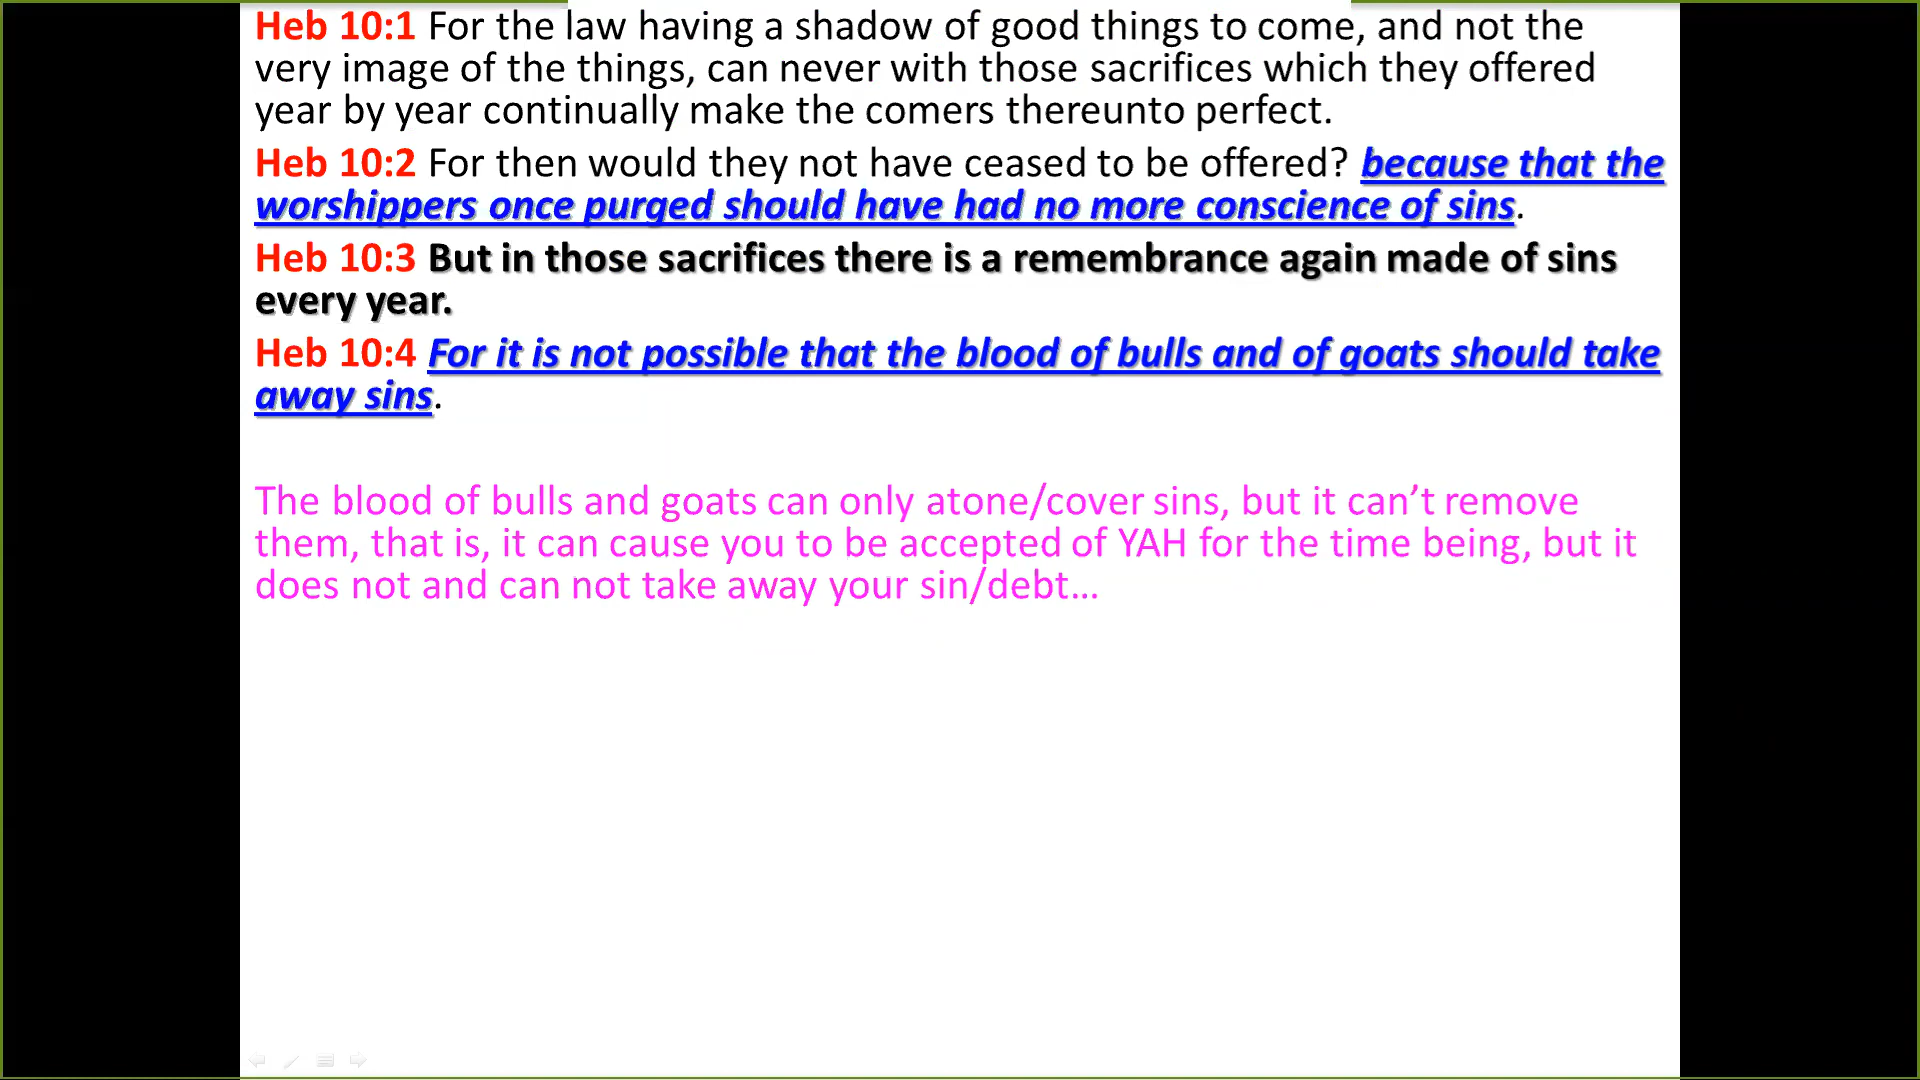 Heb 10:1 For the law having a shadow of good things to come, and not the
very image of the things, can never with those sacrifices which they offered
year by year continually make the comers thereunto perfect.
Heb 10:2 For then would they not have ceased to be offered? because that the
worshippers once purged should have had no more conscience of sins.
Heb 10:3 But in those sacrifices there is a remembrance again made of sins
every year.
Heb 10:4 For it is not possible that the blood of bulls and of goats should take
away sins.
The blood of bulls and goats can only atone/cover sins, but it can’t remove
them, that is, it can cause you to be accepted of YAH for the time being, but it
does not and can not take away your sin/debt…